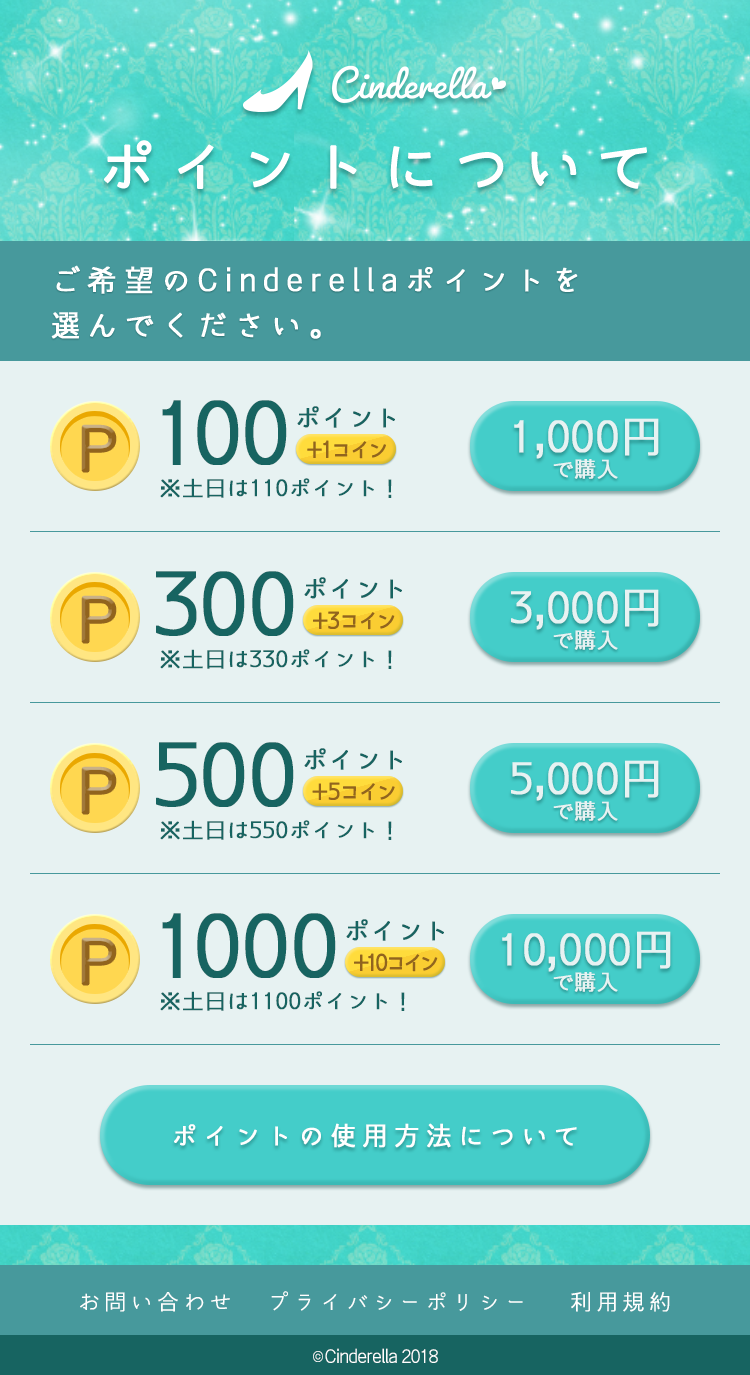 Cinderella
ポイントについて
ご希望のCinderellaポイントを
選んでください。
P
100 ポイント
+1コイン
※土日は110ポイント！
1,000円
で購入
P
300 ポイント
+3コイン
※土日は330ポイント！
3,000円
で購入
P
500 ポイント
+5コイン
※土日は550ポイント！
5,000円
で購入
P
1000 ポイント
+10コイン
※土日は1100ポイント！
10,000円
で購入
ポイントの使用方法について
お問い合わせ プライバシーポリシー 利用規約
©Cinderella 2018